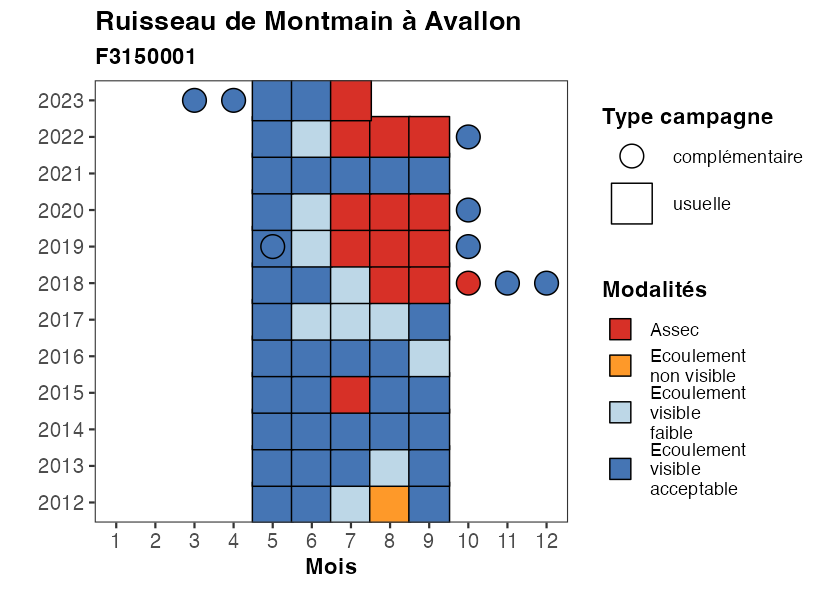 Ruisseau de Montmain à Avallon
F3150001
2023
2022
2021
2020
2019
2018
2017
2016
2015
2014
2013
2012
1 2 3 4 5 6 7 8 9 10 11 12
Mois
Type campagne
complémentaire
usuelle
Modalités
Assec
Ecoulement
non visible
Ecoulement
visible
faible
Ecoulement
visible
acceptable